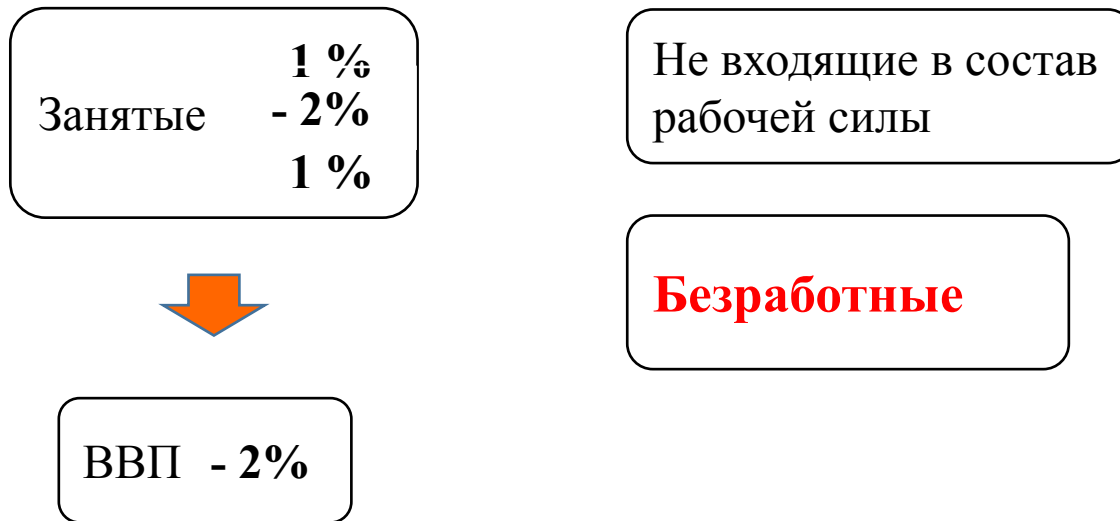 1 %
Занятые - 2%
1 %
Не входящие в состав
рабочей силы
Безработные
ВВП - 2%